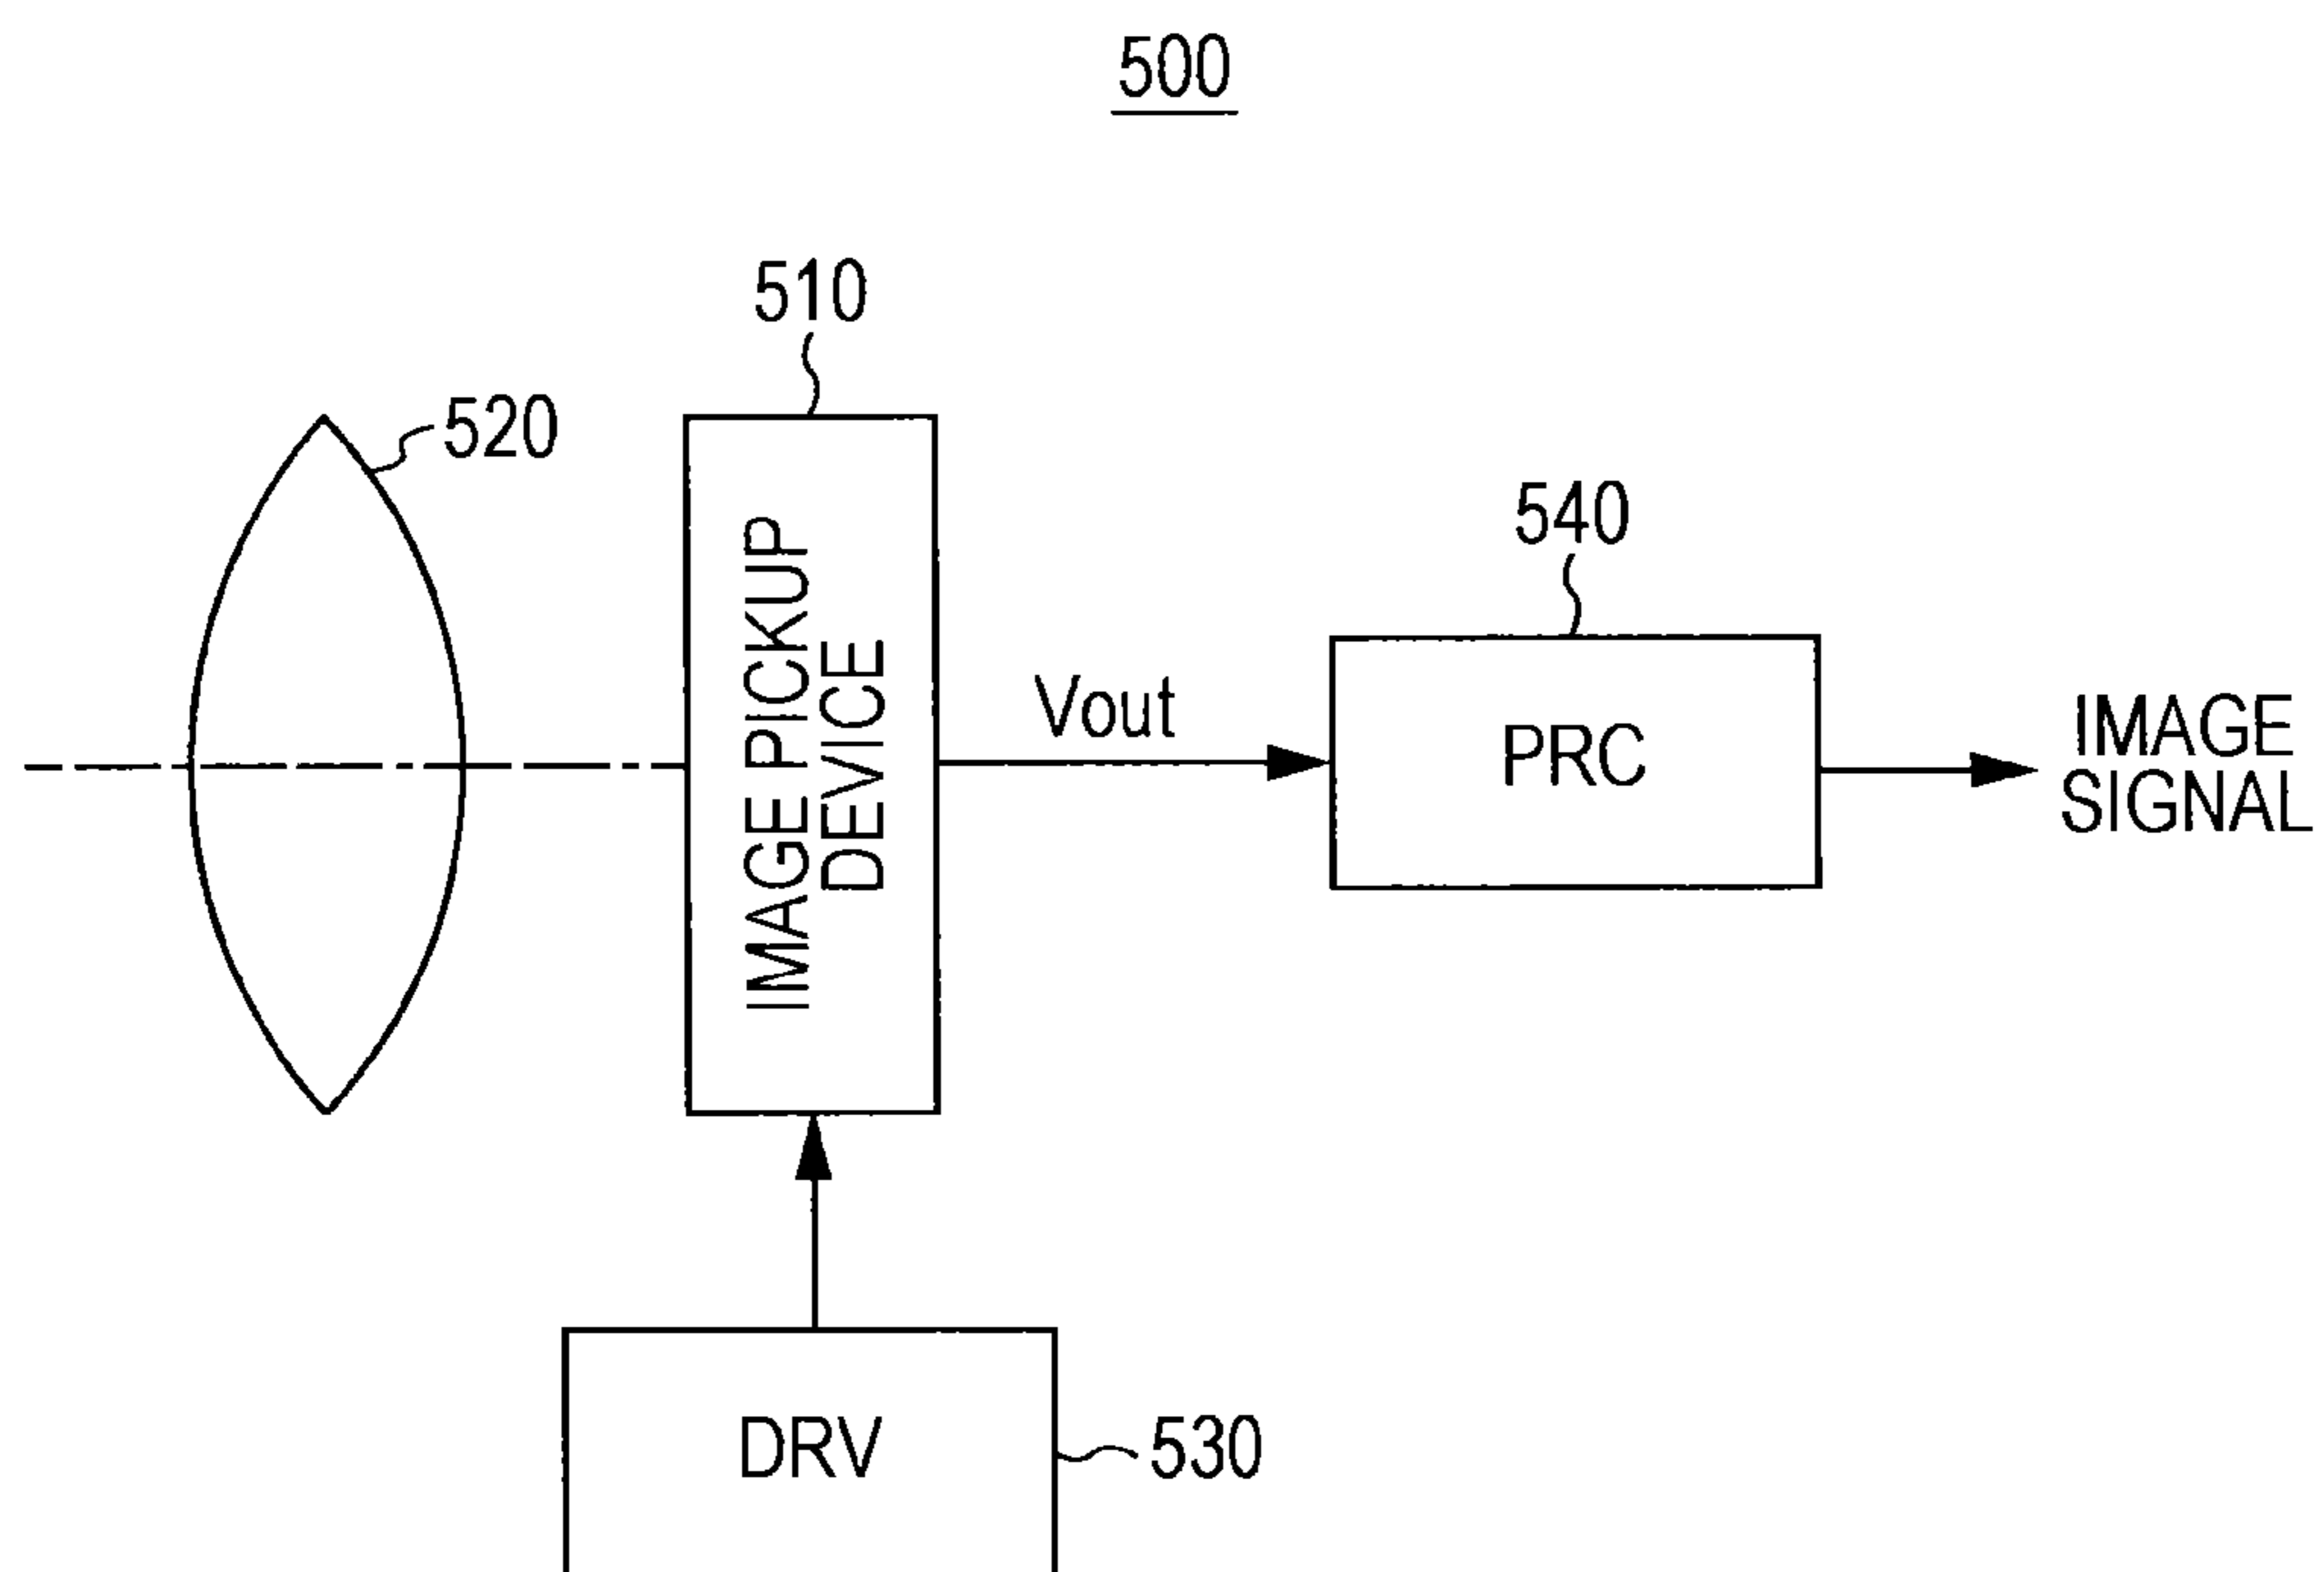 500
510
520
540
IMAGE PICKUP
DEVICE
Vout
PRC
IMAGE
SIGNAL
DRV
530